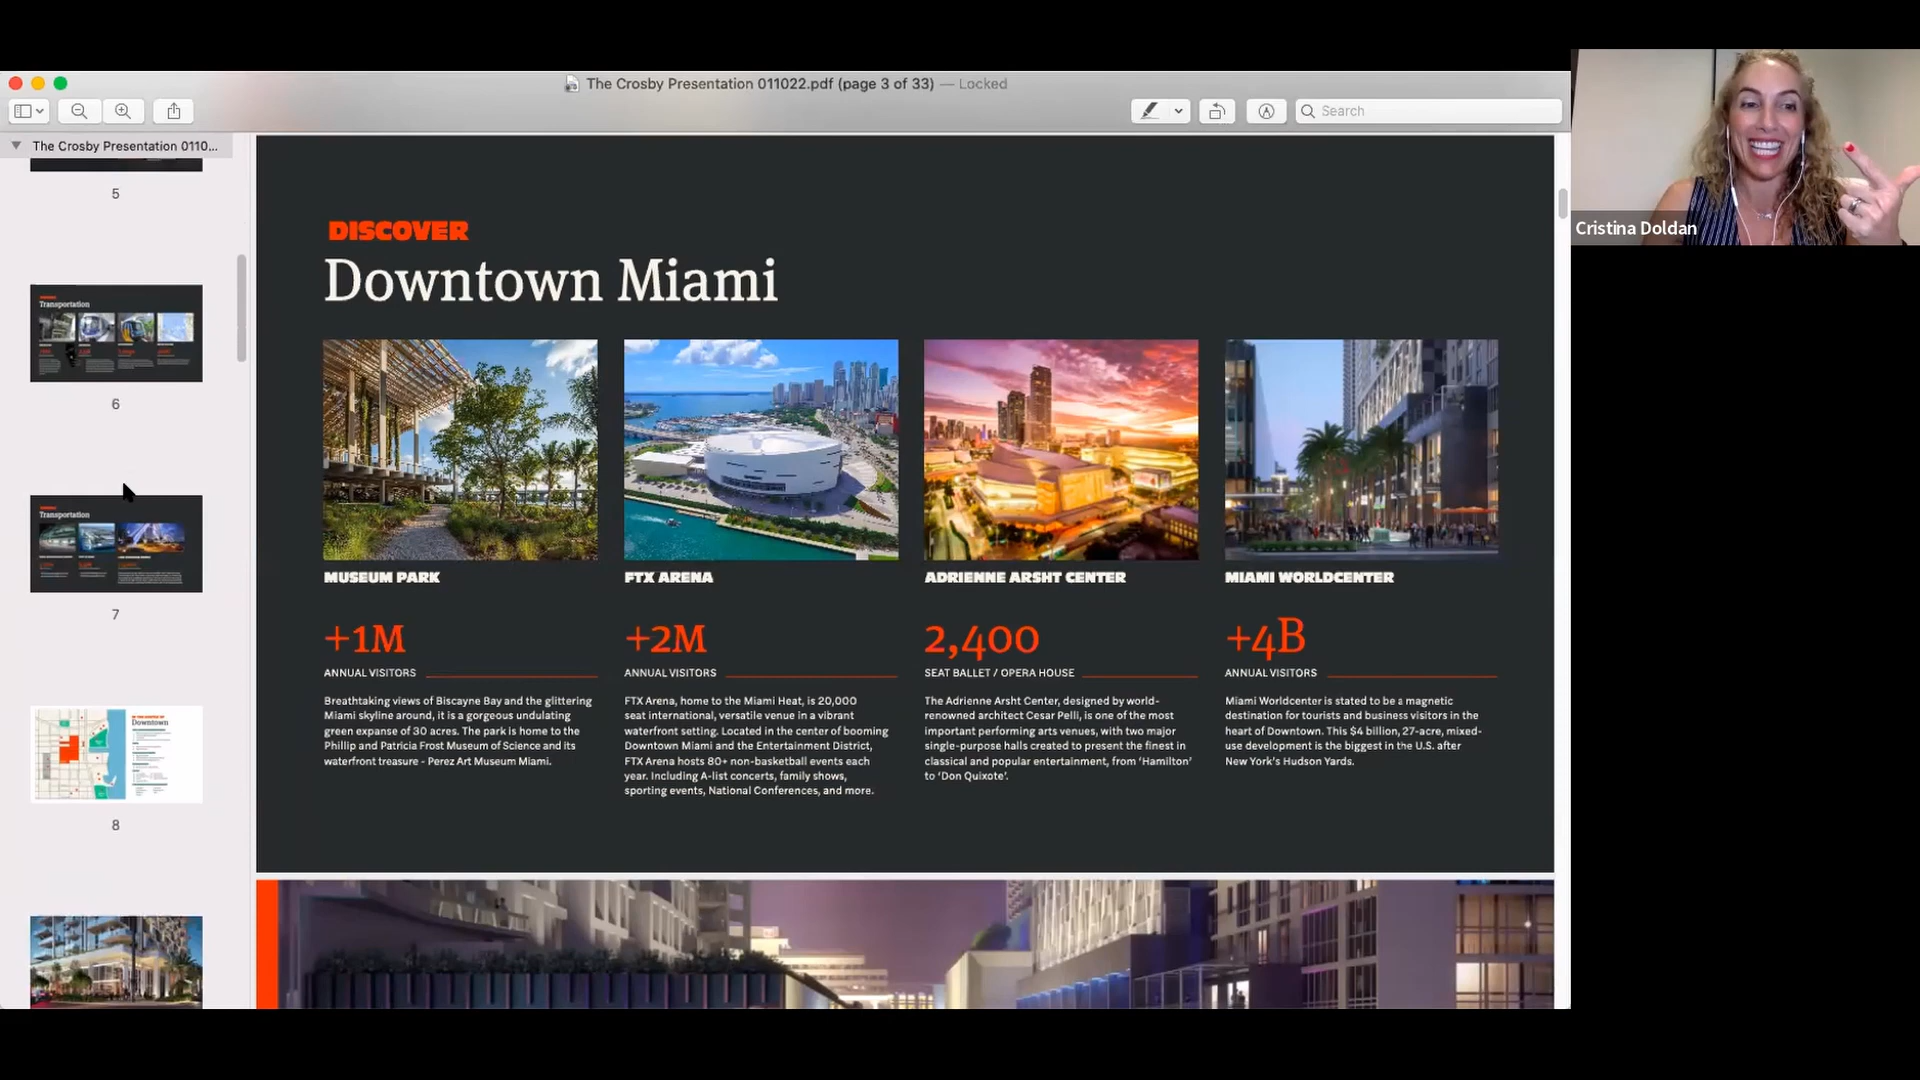 The Crosby Presentation 011022.pdf (page 3 of 33) — Locked
Search
The Crosby Presentation 0110...
5
Transportation
6
Transportation
7
Downtown
8
DISCOVER
Downtown Miami
MUSEUM PARK
+1M
ANNUAL VISITORS
Breathtaking views of Biscayne Bay and the glittering
Miami skyline around, it is a gorgeous undulating
green expanse of 30 acres. The park is home to the
Phillip and Patricia Frost Museum of Science and its
waterfront treasure - Perez Art Museum Miami.
FTX ARENA
+2M
ANNUAL VISITORS
FTX Arena, home to the Miami Heat, is 20,000
seat international, versatile venue in a vibrant
waterfront setting. Located in the center of booming
Downtown Miami and the Entertainment District,
FTX Arena hosts 80+ non-basketball events each
year. Including A-list concerts, family shows,
sporting events, National Conferences, and more.
ADRIENNE ARSHT CENTER
2,400
SEAT BALLET / OPERA HOUSE
The Adrienne Arsht Center, designed by world-
renowned architect Cesar Pelli, is one of the most
important performing arts venues, with two major
single-purpose halls created to present the finest in
classical and popular entertainment, from ‘Hamilton’
to ‘Don Quixote’.
MIAMI WORLDCENTER
+4B
ANNUAL VISITORS
Miami Worldcenter is stated to be a magnetic
destination for tourists and business visitors in the
heart of Downtown. This $4 billion, 27-acre, mixed-
use development is the biggest in the U.S. after
New York’s Hudson Yards.
Cristina Doldan